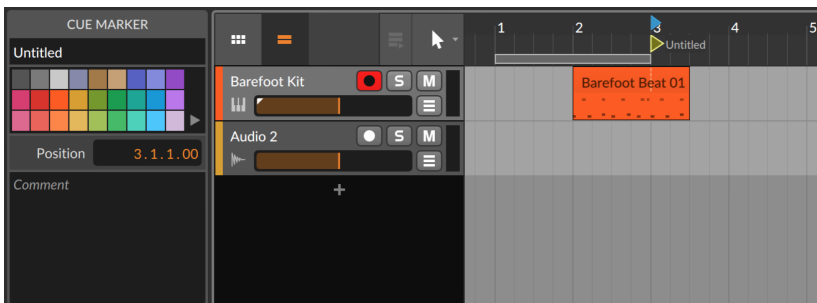 CUE MARKER
Untitled
Position 3.1.1.00
Comment
1 2 3 4 5
Untitled
Barefoot Kit S M
Barefoot Beat 01
Audio 2 S M
+